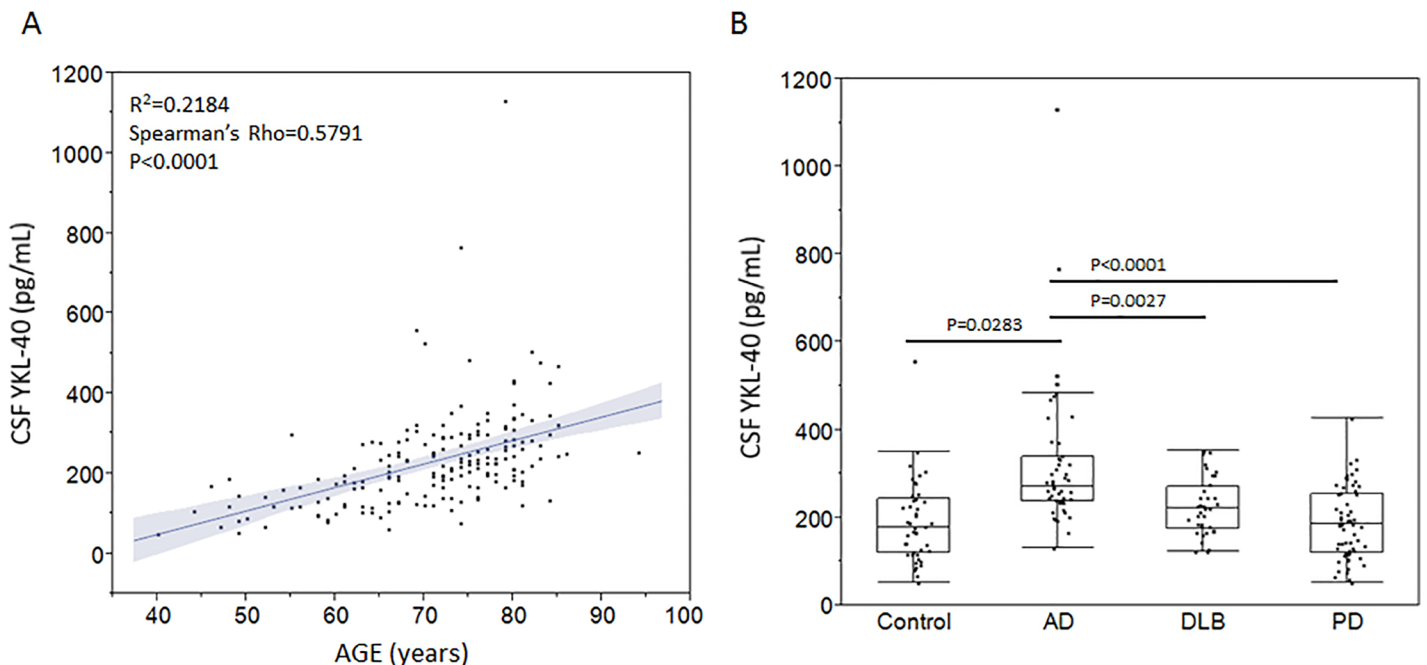 A
B
1200
1000
800
600
400
200
0
R²=0.2184
Spearman's Rho=0.5791
P<0.0001
CSF YKL-40 (pg/mL)
40 50 60 70 80 90 100
AGE (years)
1200
1000
800
600
400
200
0
CSF YKL-40 (pg/mL)
P<0.0001
P=0.0027
P=0.0283
Control AD DLB PD